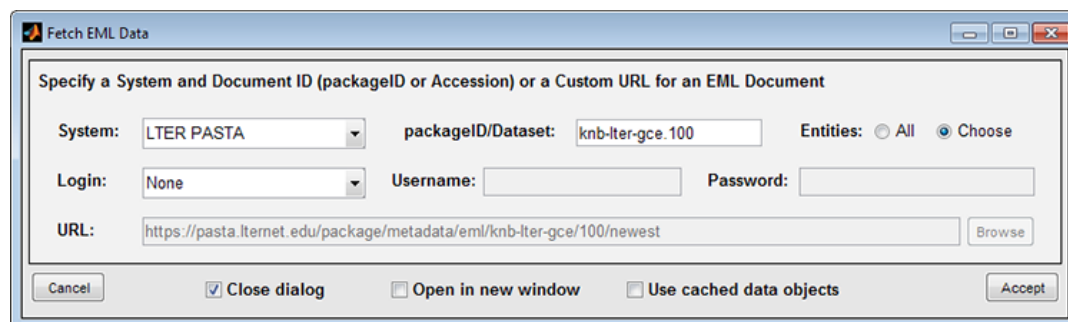 Fetch EML Data
Specify a System and Document ID (packageID or Accession) or a Custom URL for an EML Document
System: LTER PASTA packageID/Dataset: knb-lter-gce.100 Entities: All Choose
Login: None Username: Password:
URL: https://pasta.lternet.edu/package/metadata/eml/knb-lter-gce/100/newest Browse
Cancel Close dialog Open in new window Use cached data objects Accept